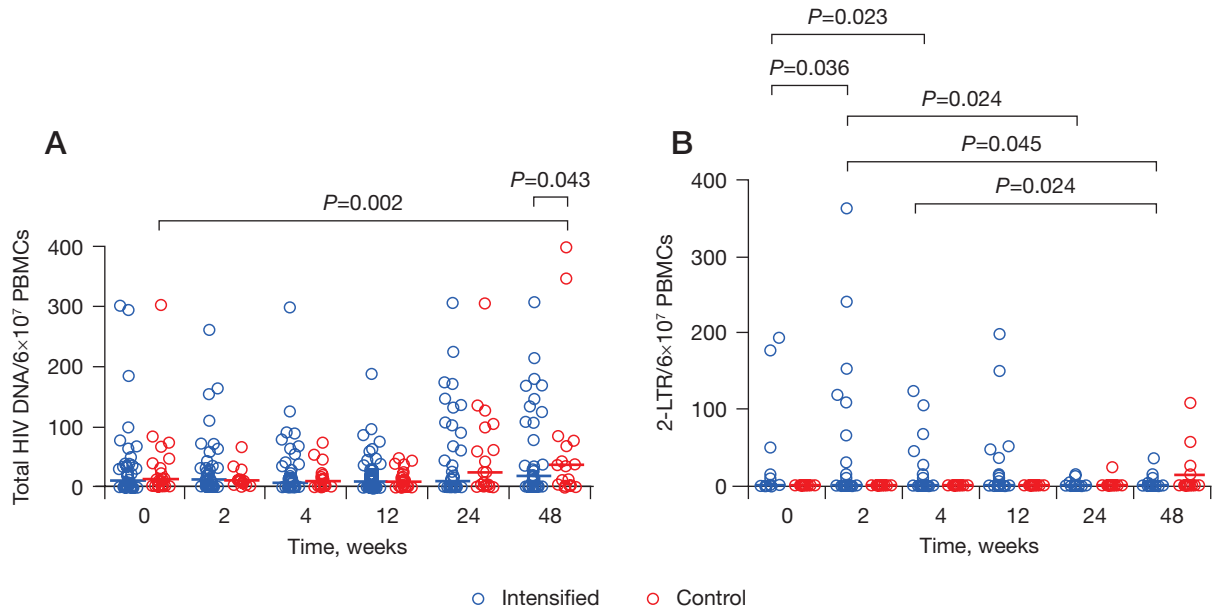 P=0.023
P=0.036
P=0.024
A
B
P=0.045
P=0.043
P=0.002
P=0.024
Total HIV DNA/6×10⁷ PBMCs
400
300
200
100
0
0 2 4 12 24 48
Time, weeks
2-LTR/6×10⁷ PBMCs
400
300
200
100
0
0 2 4 12 24 48
Time, weeks
Intensified Control